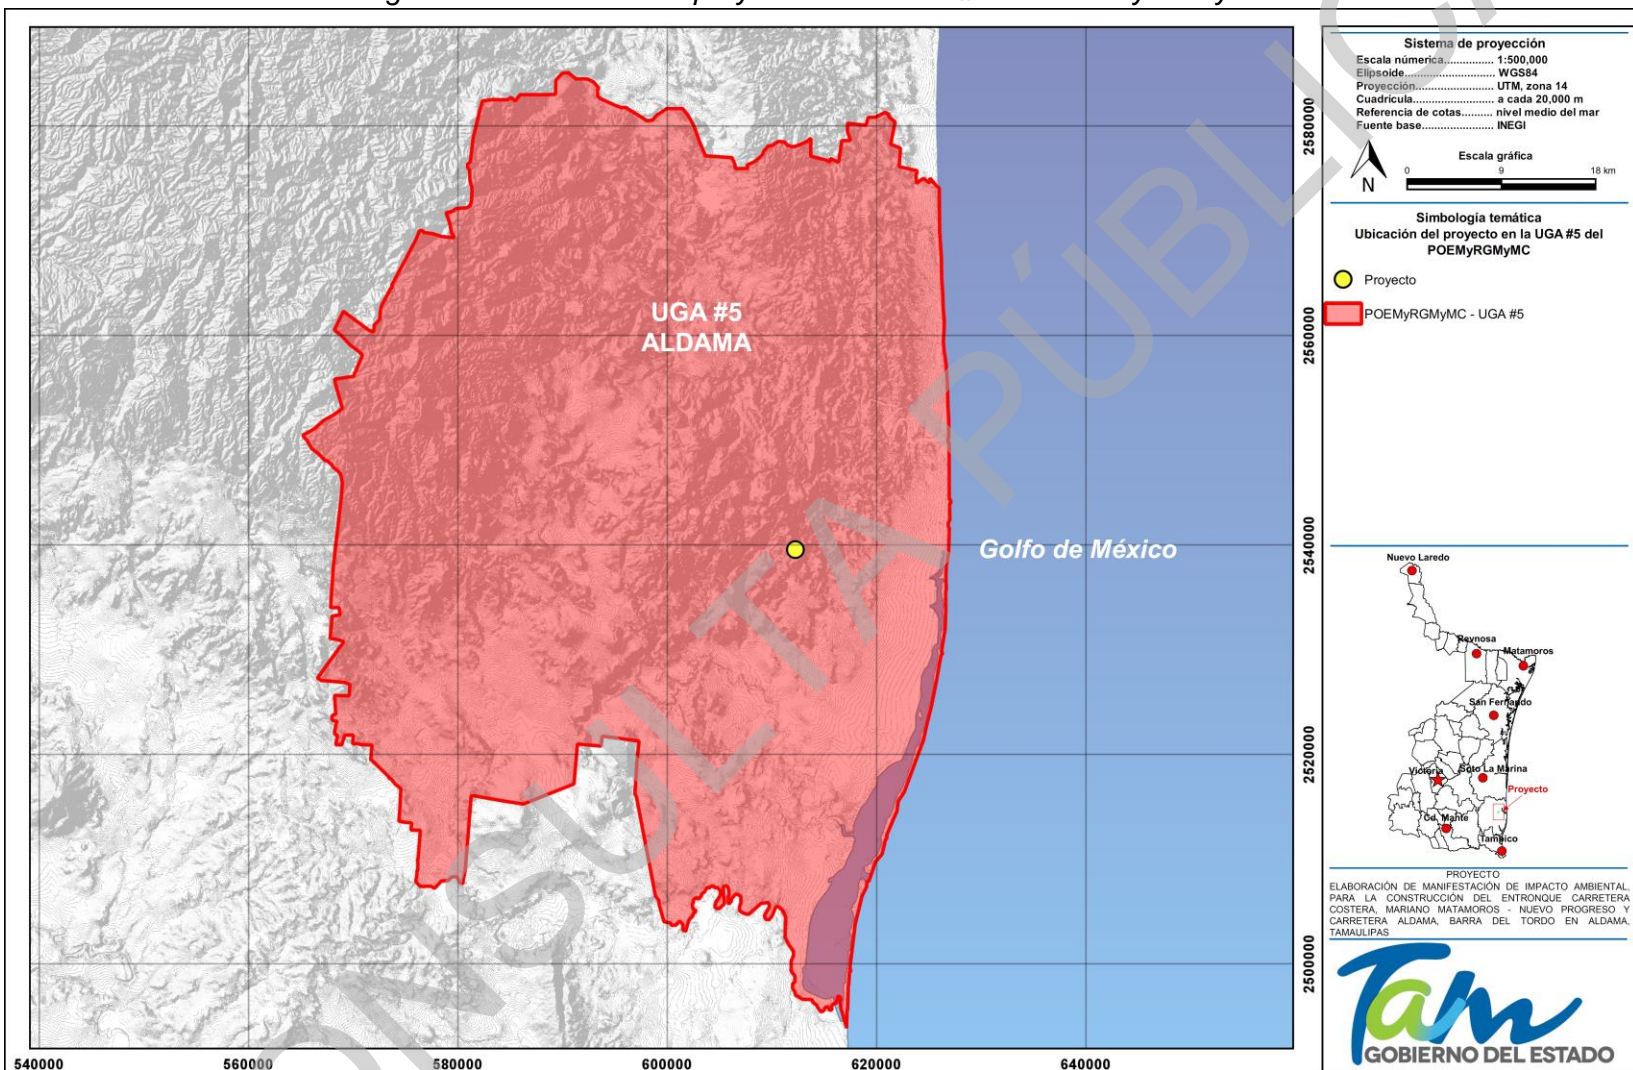 Sistema de proyección
Escala númerica................ 1:500,000
Elipsoide............................ WGS84
Proyección........................ UTM, zona 14
Cuadrícula......................... a cada 20,000 m
Referencia de cotas.......... nivel medio del mar
Fuente base...................... INEGI
Escala gráfica
0 9 18 km
N
Simbología temática
Ubicación del proyecto en la UGA #5 del
POEMyRGMyMC
Proyecto
POEMyRGMyMC - UGA #5
UGA #5
ALDAMA
Golfo de México
2580000
2560000
2540000
2520000
2500000
540000 560000 580000 600000 620000 640000
Nuevo Laredo
Reynosa
Matamoros
San Fernando
Victoria
Soto La Marina
Proyecto
Cd. Mante
Tampico
PROYECTO
ELABORACIÓN DE MANIFESTACIÓN DE IMPACTO AMBIENTAL,
PARA LA CONSTRUCCIÓN DEL ENTRONQUE CARRETERA
COSTERA, MARIANO MATAMOROS - NUEVO PROGRESO Y
CARRETERA ALDAMA, BARRA DEL TORDO EN ALDAMA,
TAMAULIPAS
Tam
GOBIERNO DEL ESTADO
CONSULTA PÚBLICA